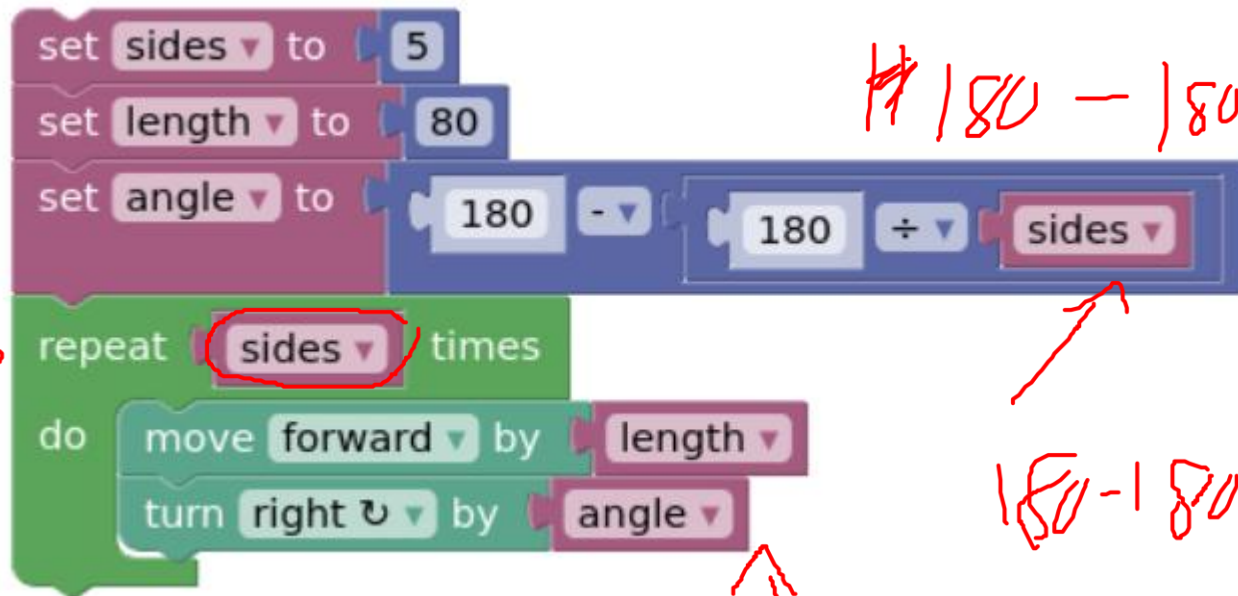 set sides ▾ to 5
180 - 180
set length ▾ to 80
set angle ▾ to 180 - ▾ 180 ÷ ▾ sides ▾
repeat sides ▾ times
do move forward ▾ by length ▾
180-180
turn right ↻ ▾ by angle ▾